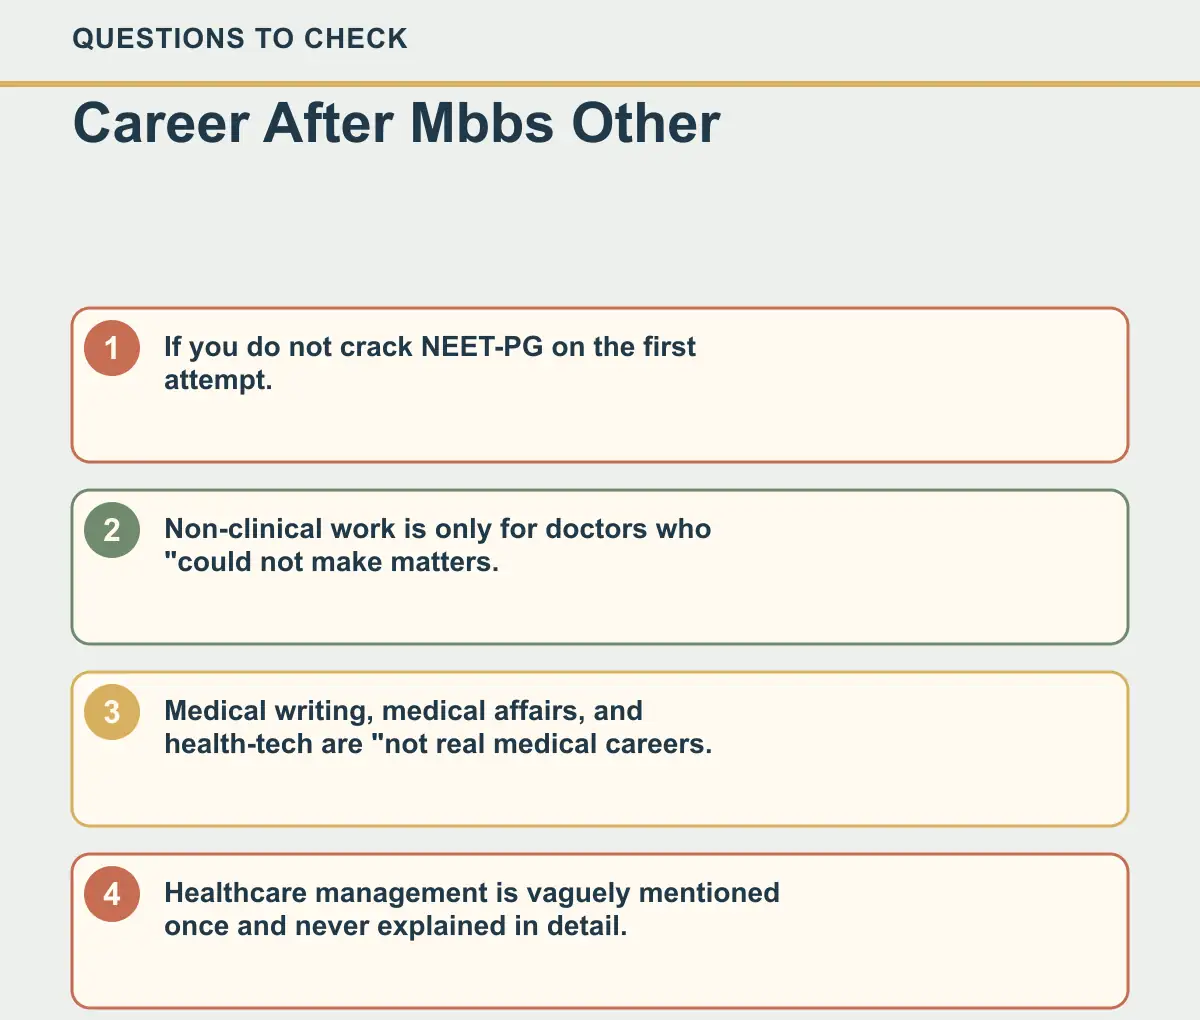 QUESTIONS TO CHECK
Career After Mbbs Other
1
If you do not crack NEET-PG on the first
attempt.
2
Non-clinical work is only for doctors who
"could not make matters.
3
Medical writing, medical affairs, and
health-tech are "not real medical careers.
4
Healthcare management is vaguely mentioned
once and never explained in detail.